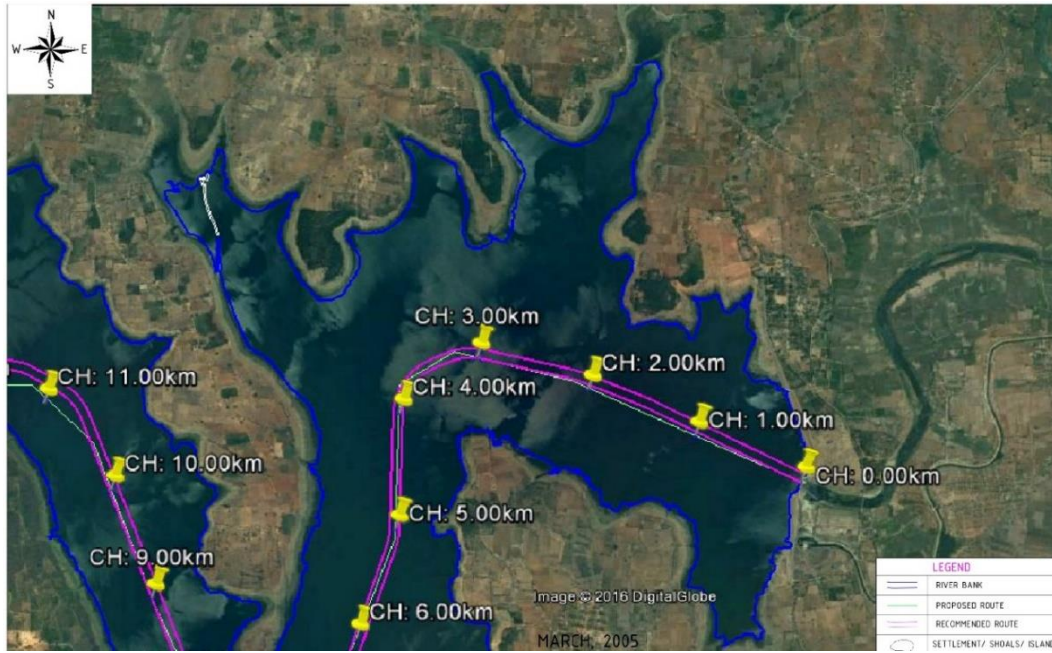 N
W E
S
CH: 3.00km
CH: 11.00km
CH: 2.00km
CH: 4.00km
CH: 1.00km
CH: 10.00km
CH: 0.00km
CH: 5.00km
CH: 9.00km
CH: 6.00km
Image © 2016 DigitalGlobe
MARCH, 2005
LEGEND
RIVER BANK
PROPOSED ROUTE
RECOMMENDED ROUTE
SETTLEMENT/ SHOALS/ ISLAND